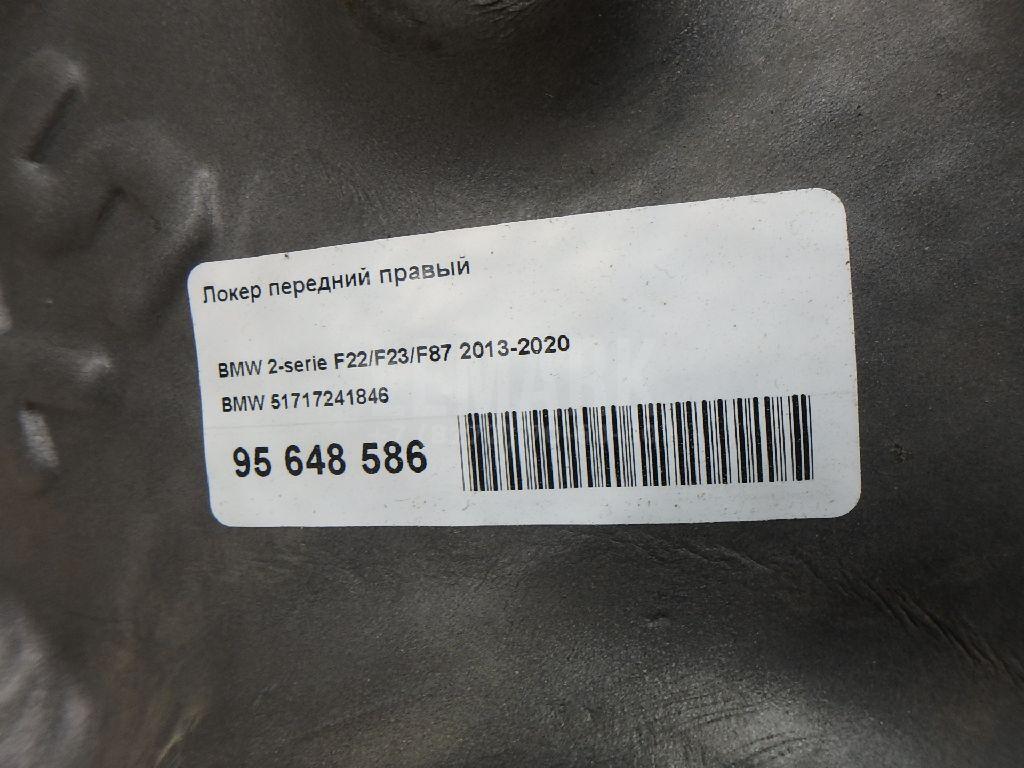 Локер передний правый
BMW 2-serie F22/F23/F87 2013-2020
BMW 51717241846
95 648 586